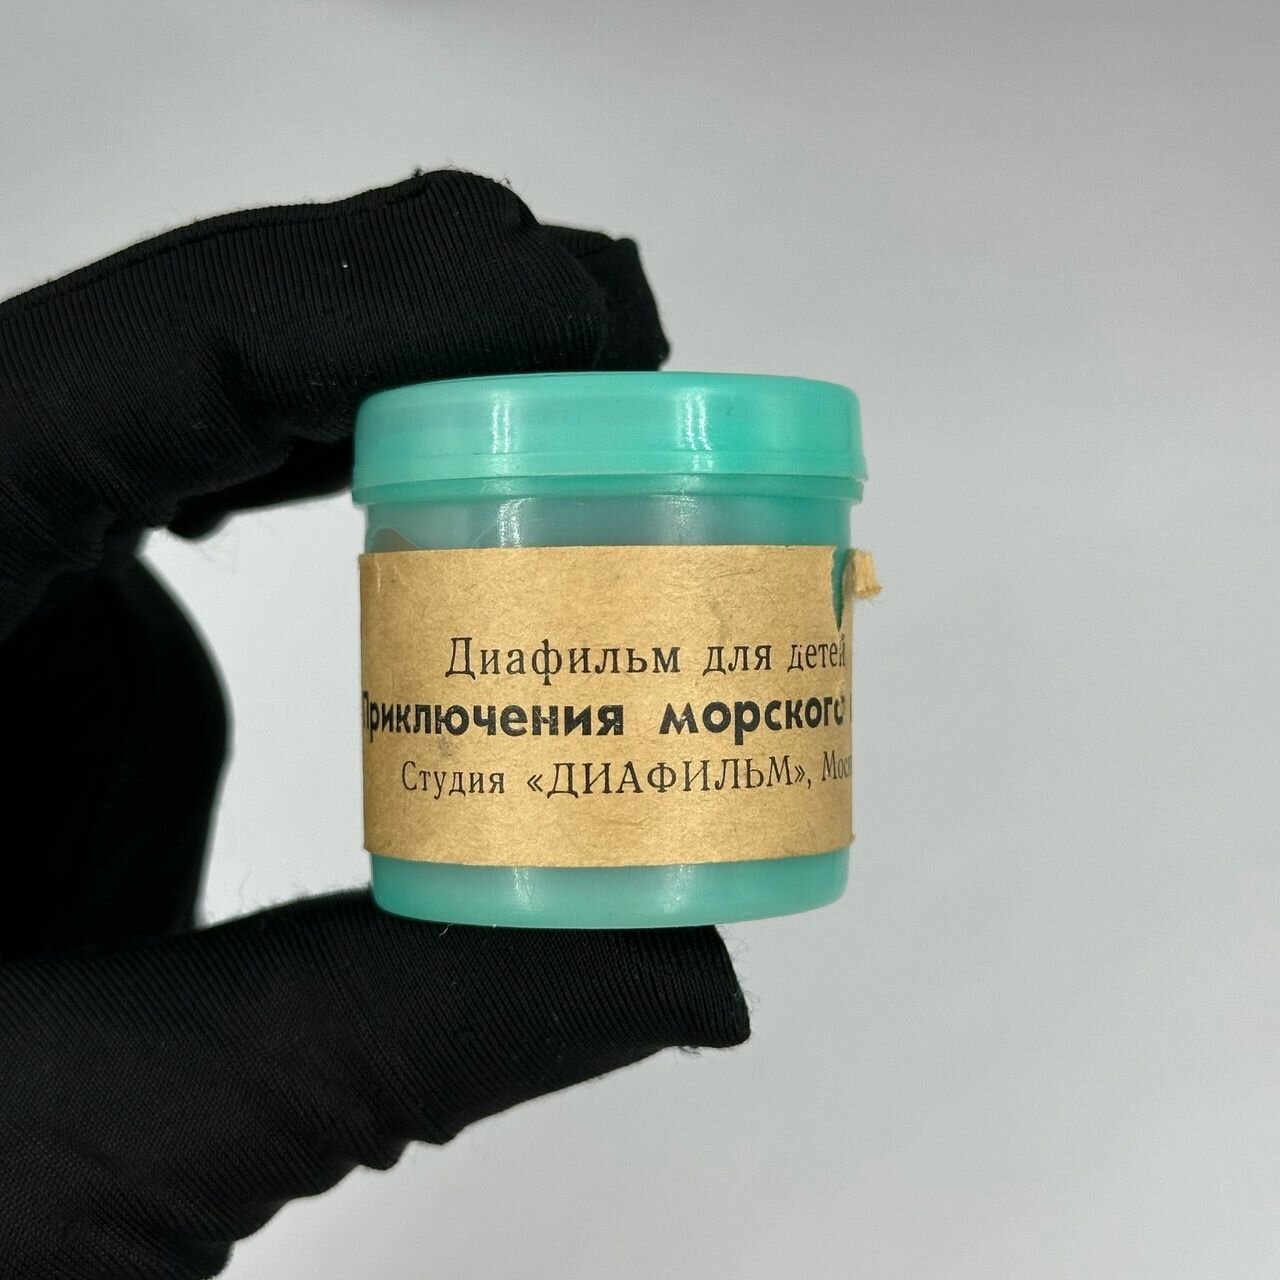 Диафильм для детей
Приключения морского
Студия «ДИАФИЛЬМ»,